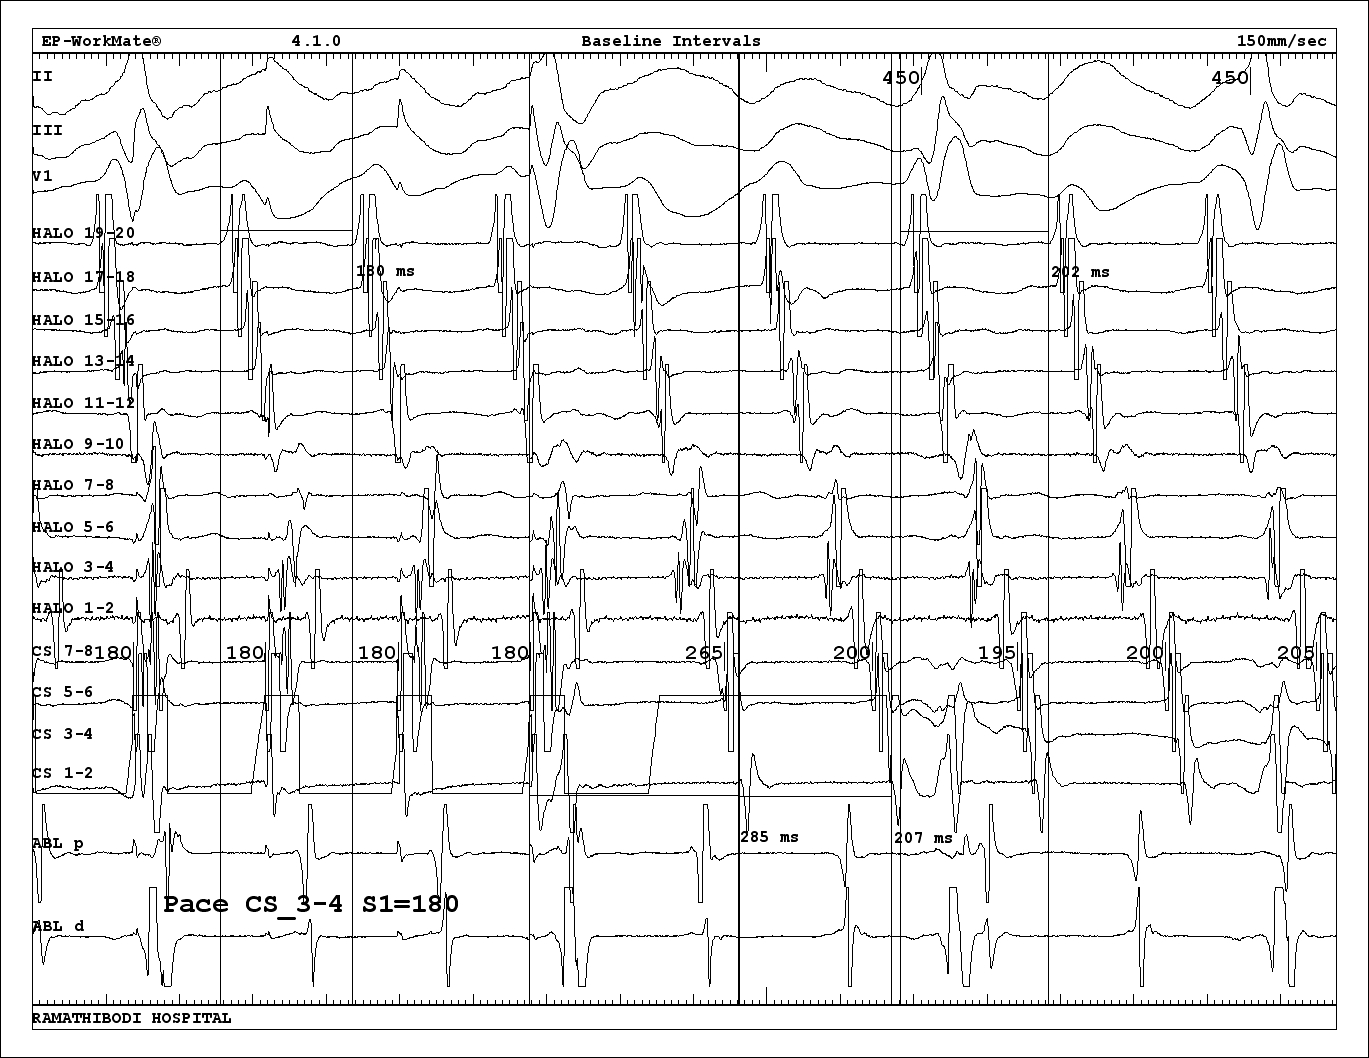 EP-WorkMate® 4.1.0 Baseline Intervals 150mm/sec
II 450 450
III
V1
HALO 19-20
HALO 17-18 180 ms 202 ms
HALO 15-16
HALO 13-14
HALO 11-12
HALO 9-10
HALO 7-8
HALO 5-6
HALO 3-4
HALO 1-2
CS 7-8 180 180 180 180 265 200 195 200 205
CS 5-6
CS 3-4
CS 1-2
ABL p 285 ms 207 ms
Pace CS_3-4 S1=180
ABL d
RAMATHIBODI HOSPITAL